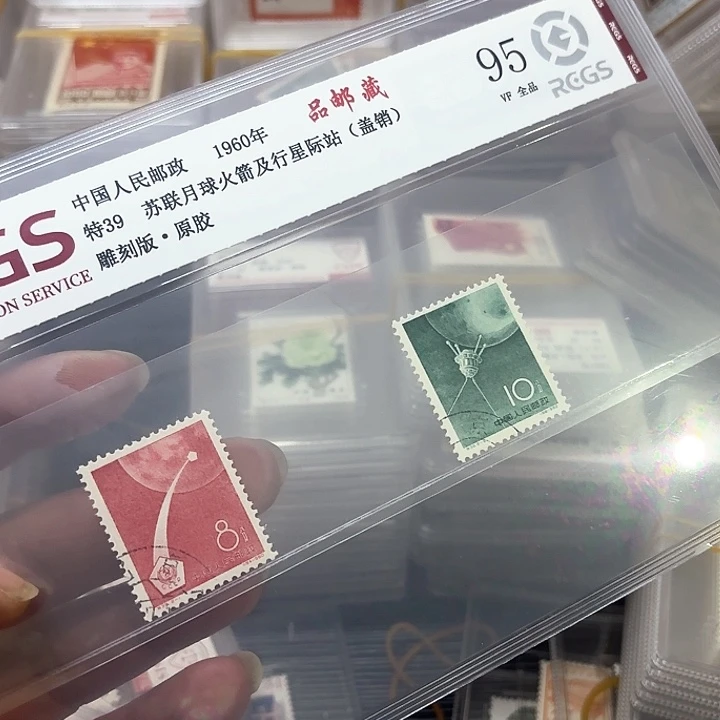 品邮藏
95
VF 全品
RCGS
中国人民邮政 1960年
特39 苏联月球火箭及行星际站（盖销）
雕刻版·原胶
GS
ON SERVICE
10
中国人民邮政
8